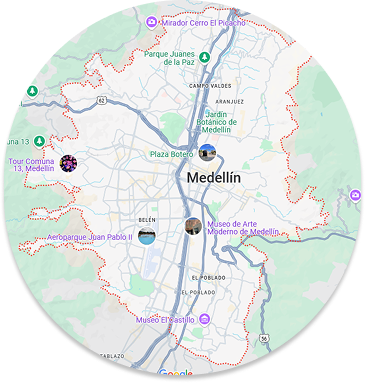 Mirador Cerro El Picacho
Parque Juanes
de la Paz
CAMPO VALDES
ARANJUEZ
62
Jardín
Botánico de
Medellín
una 13
Plaza Botero
Tour Comuna
13, Medellín
Medellín
BELÉN
Museo de Arte
Moderno de Medellín
Aeroparque Juan Pablo II
EL POBLADO
EL POBLADO
Museo El Castillo
36
TABLAZO
Google